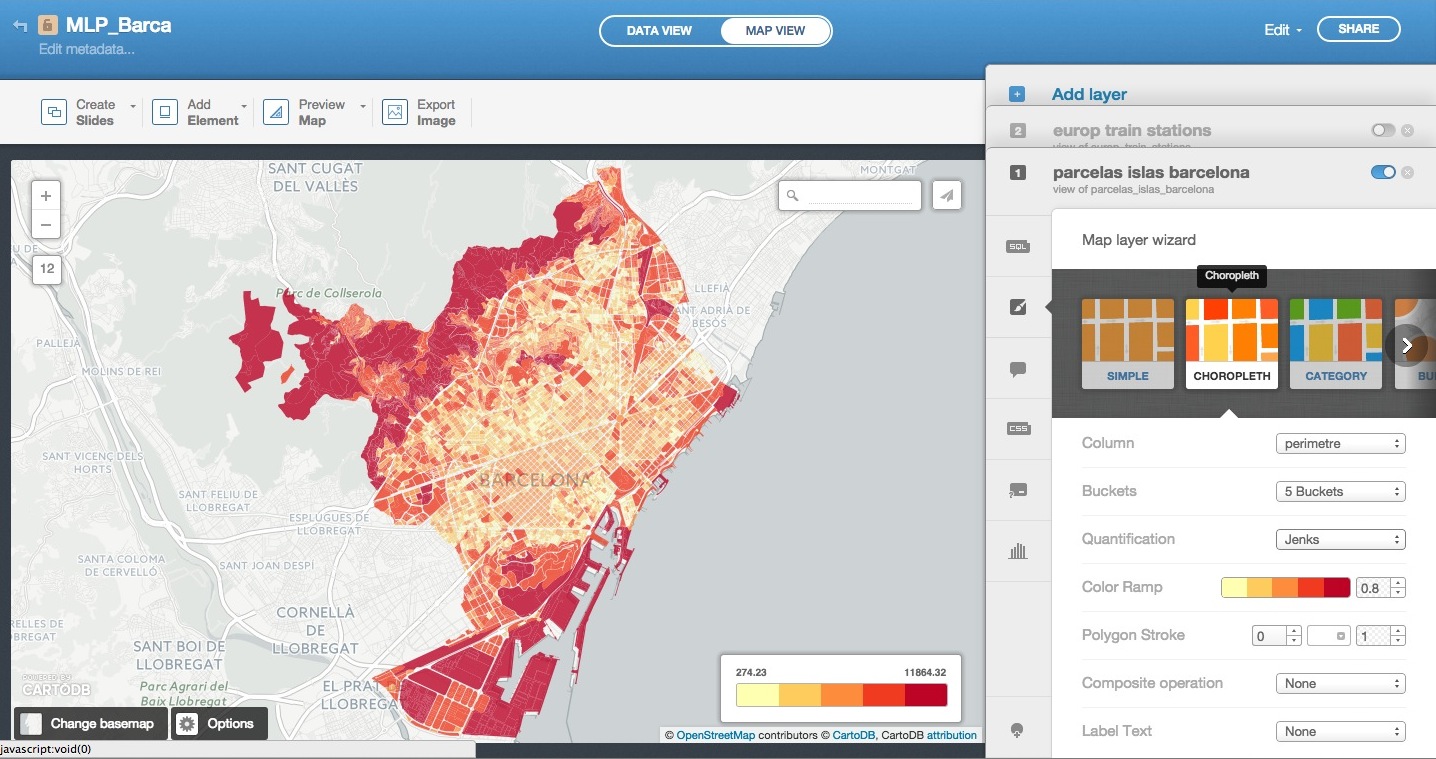 MLP_Barca
Edit metadata...
DATA VIEW
MAP VIEW
Edit
SHARE
Create
Slides
Add
Element
Preview
Map
Export
Image
Add layer
2
europ train stations
view of europ_train_stations
1
parcelas islas barcelona
view of parcelas_islas_barcelona
SQL
CSS
Map layer wizard
Choropleth
SIMPLE
CHOROPLETH
CATEGORY
BU
Column
perimetre
Buckets
5 Buckets
Quantification
Jenks
Color Ramp
0.8
Polygon Stroke
0
1
Composite operation
None
Label Text
None
+
−
12
SANT CUGAT
DEL VALLÈS
MONTGAT
U DE
Parc de Collserola
LLEFIÀ
SANT ADRIÀ DE
BESÒS
PALLEJÀ
MOLINS DE REI
SANT VICENÇ DELS
HORTS
BARCELONA
SANT FELIU DE
LLOBREGAT
ESPLUGUES DE
LLOBREGAT
SANTA COLOMA
DE CERVELLÓ
SANT JOAN DESPÍ
CORNELLÀ
DE
LLOBREGAT
RELLES DE
OBREGAT
SANT BOI DE
LLOBREGAT
Parc Agrari del
Baix Llobregat
EL PRAT DE
LLOBREGAT
POWERED BY
CARTODB
274.23
11864.32
Change basemap
Options
© OpenStreetMap contributors © CartoDB, CartoDB attribution
javascript:void(0)